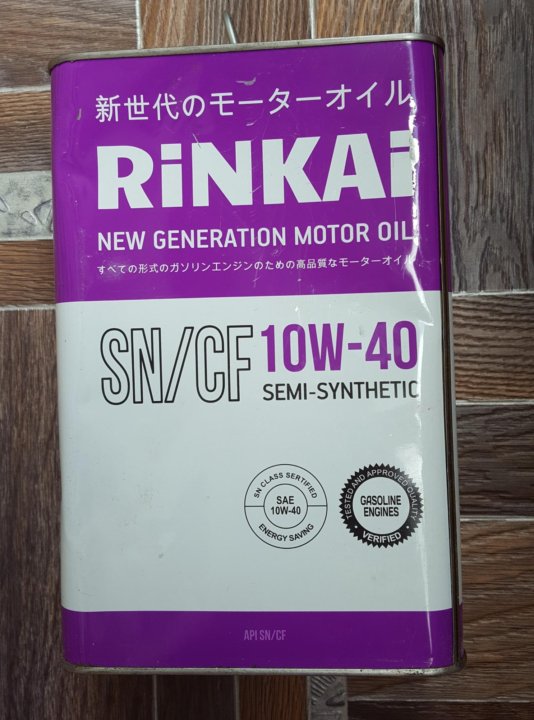 新世代のモーターオイル
RiNKAi
NEW GENERATION MOTOR OIL
すべての形式のガソリンエンジンのための高品質なモーターオイル
SN/CF 10W-40
SEMI-SYNTHETIC
SN CLASS SERTIFIED
SAE
10W-40
ENERGY SAVING
TESTED AND APPROVED QUALITY
GASOLINE
ENGINES
VERIFIED
API SN/CF